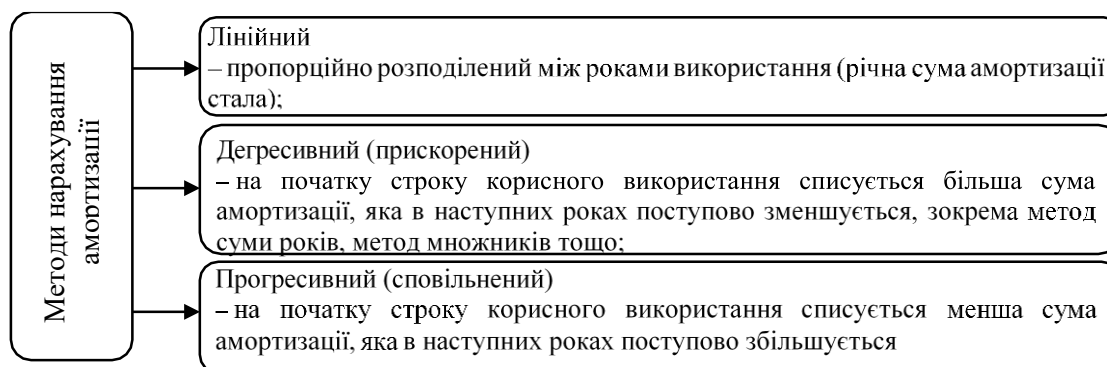 Методи нарахування
амортизації
Лінійний
– пропорційно розподілений між роками використання (річна сума амортизації
стала);
Дегресивний (прискорений)
– на початку строку корисного використання списується більша сума
амортизації, яка в наступних роках поступово зменшується, зокрема метод
суми років, метод множників тощо;
Прогресивний (сповільнений)
– на початку строку корисного використання списується менша сума
амортизації, яка в наступних роках поступово збільшується